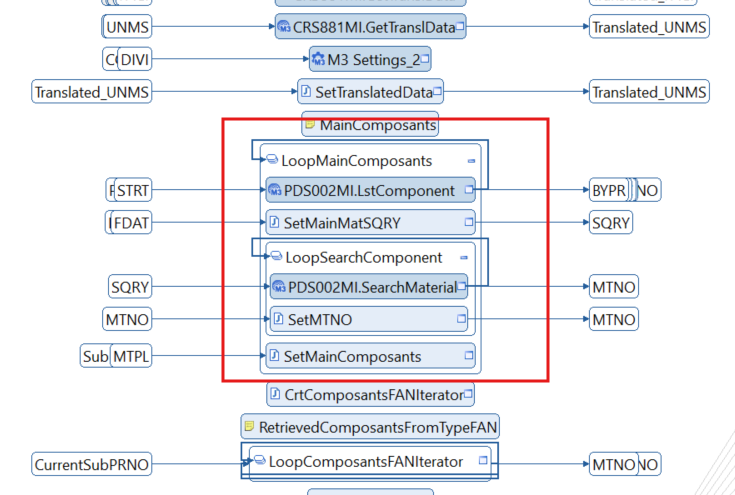 UNMS CRS881MI.GetTranslData Translated_UNMS
DIVI M3 Settings_2
Translated_UNMS SetTranslatedData Translated_UNMS
MainComposants
LoopMainComposants
STRT PDS002MI.LstComponent BYPR NO
FDAT SetMainMatSQRY SQRY
LoopSearchComponent
SQRY PDS002MI.SearchMaterial MTNO
MTNO SetMTNO MTNO
Sub MTPL SetMainComposants
CrtComposantsFANIterator
RetrievedComposantsFromTypeFAN
CurrentSubPRNO LoopComposantsFANIterator MTNO NO